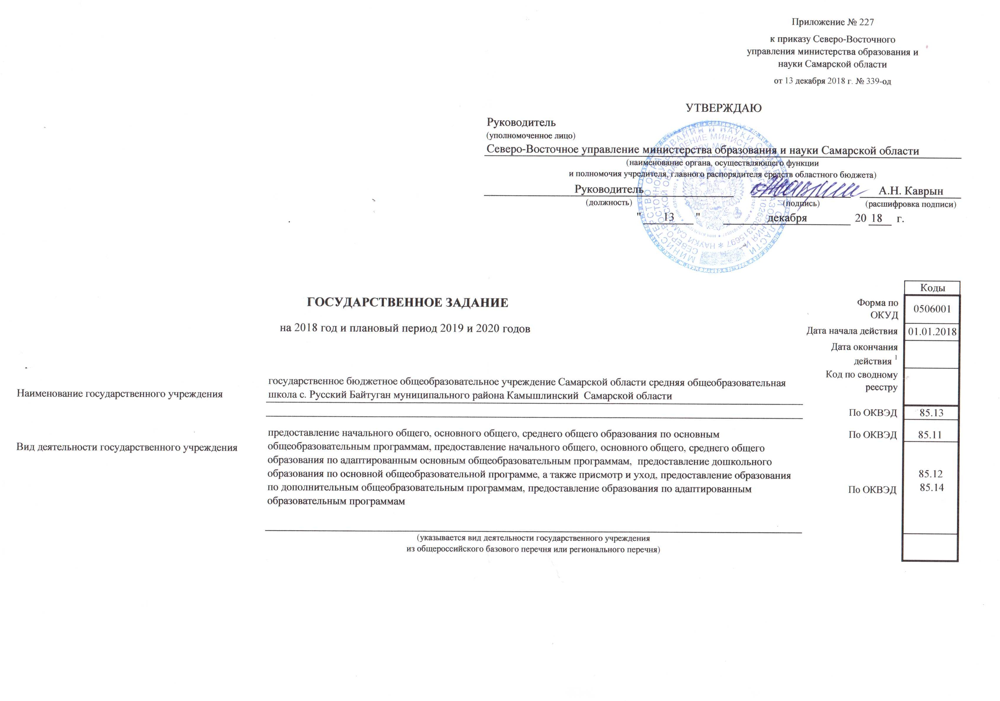 Приложение № 227
к приказу Северо-Восточного
управления министерства образования и
науки Самарской области
от 13 декабря 2018 г. № 339-од
УТВЕРЖДАЮ
Руководитель
(уполномоченное лицо)
Северо-Восточное управление министерства образования и науки Самарской области
(наименование органа, осуществляющего функции
и полномочия учредителя, главного распорядителя средств областного бюджета)
Руководитель А.Н. Каврын
(должность) (подпись) (расшифровка подписи)
" 13 " декабря 20 18 г.
Коды
ГОСУДАРСТВЕННОЕ ЗАДАНИЕ
на 2018 год и плановый период 2019 и 2020 годов
Форма по
ОКУД 0506001
Дата начала действия 01.01.2018
Дата окончания
действия 1
Код по сводному
реестру
Наименование государственного учреждения
государственное бюджетное общеобразовательное учреждение Самарской области средняя общеобразовательная
школа с. Русский Байтуган муниципального района Камышлинский Самарской области
По ОКВЭД 85.13
Вид деятельности государственного учреждения
предоставление начального общего, основного общего, среднего общего образования по основным
общеобразовательным программам, предоставление начального общего, основного общего, среднего общего
образования по адаптированным основным общеобразовательным программам, предоставление дошкольного
образования по основной общеобразовательной программе, а также присмотр и уход, предоставление образования
по дополнительным общеобразовательным программам, предоставление образования по адаптированным
образовательным программам
По ОКВЭД 85.11
85.12
По ОКВЭД 85.14
(указывается вид деятельности государственного учреждения
из общероссийского базового перечня или регионального перечня)